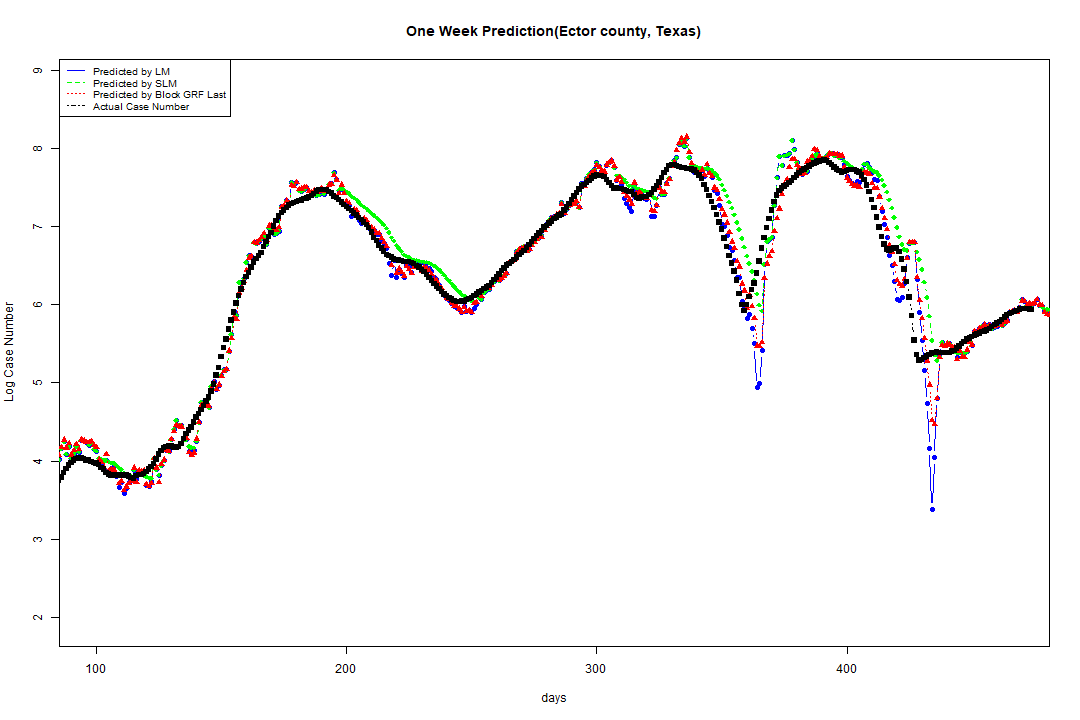 One Week Prediction(Ector county, Texas)
Predicted by LM
Predicted by SLM
Predicted by Block GRF Last
Actual Case Number
9
8
7
6
5
4
3
2
Log Case Number
100 200 300 400
days